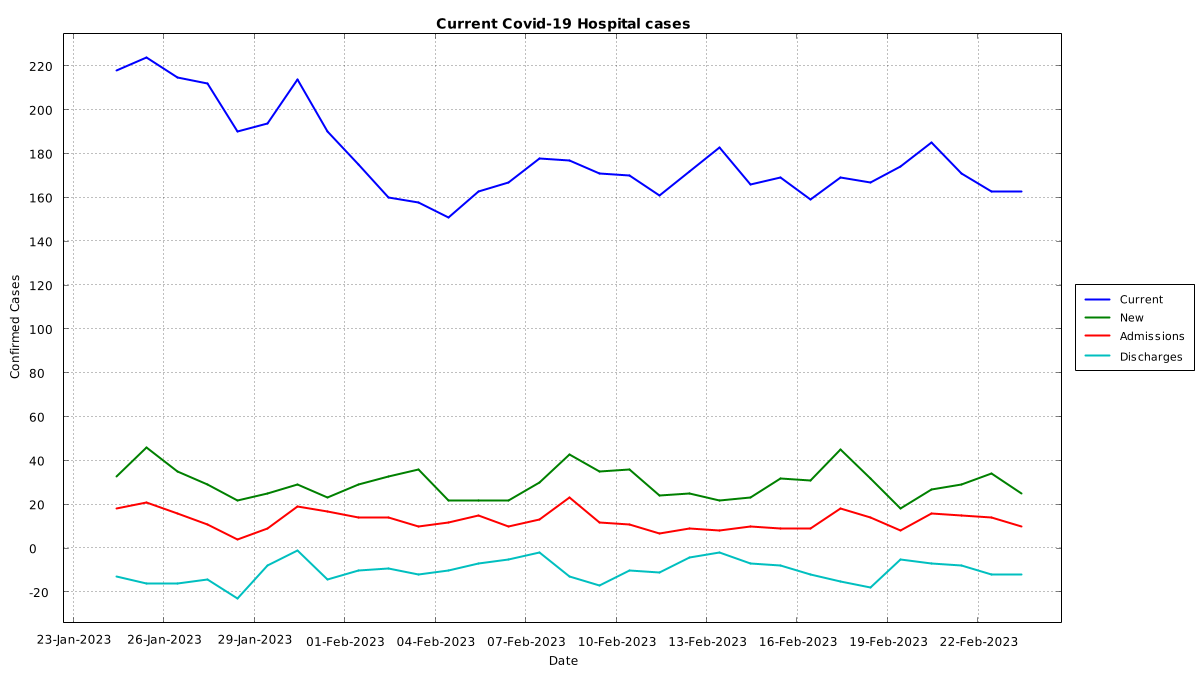 Current Covid-19 Hospital cases
220
200
180
160
140
120
100
80
60
40
20
0
-20
Confirmed Cases
23-Jan-2023 26-Jan-2023 29-Jan-2023 01-Feb-2023 04-Feb-2023 07-Feb-2023 10-Feb-2023 13-Feb-2023 16-Feb-2023 19-Feb-2023 22-Feb-2023
Date
Current
New
Admissions
Discharges